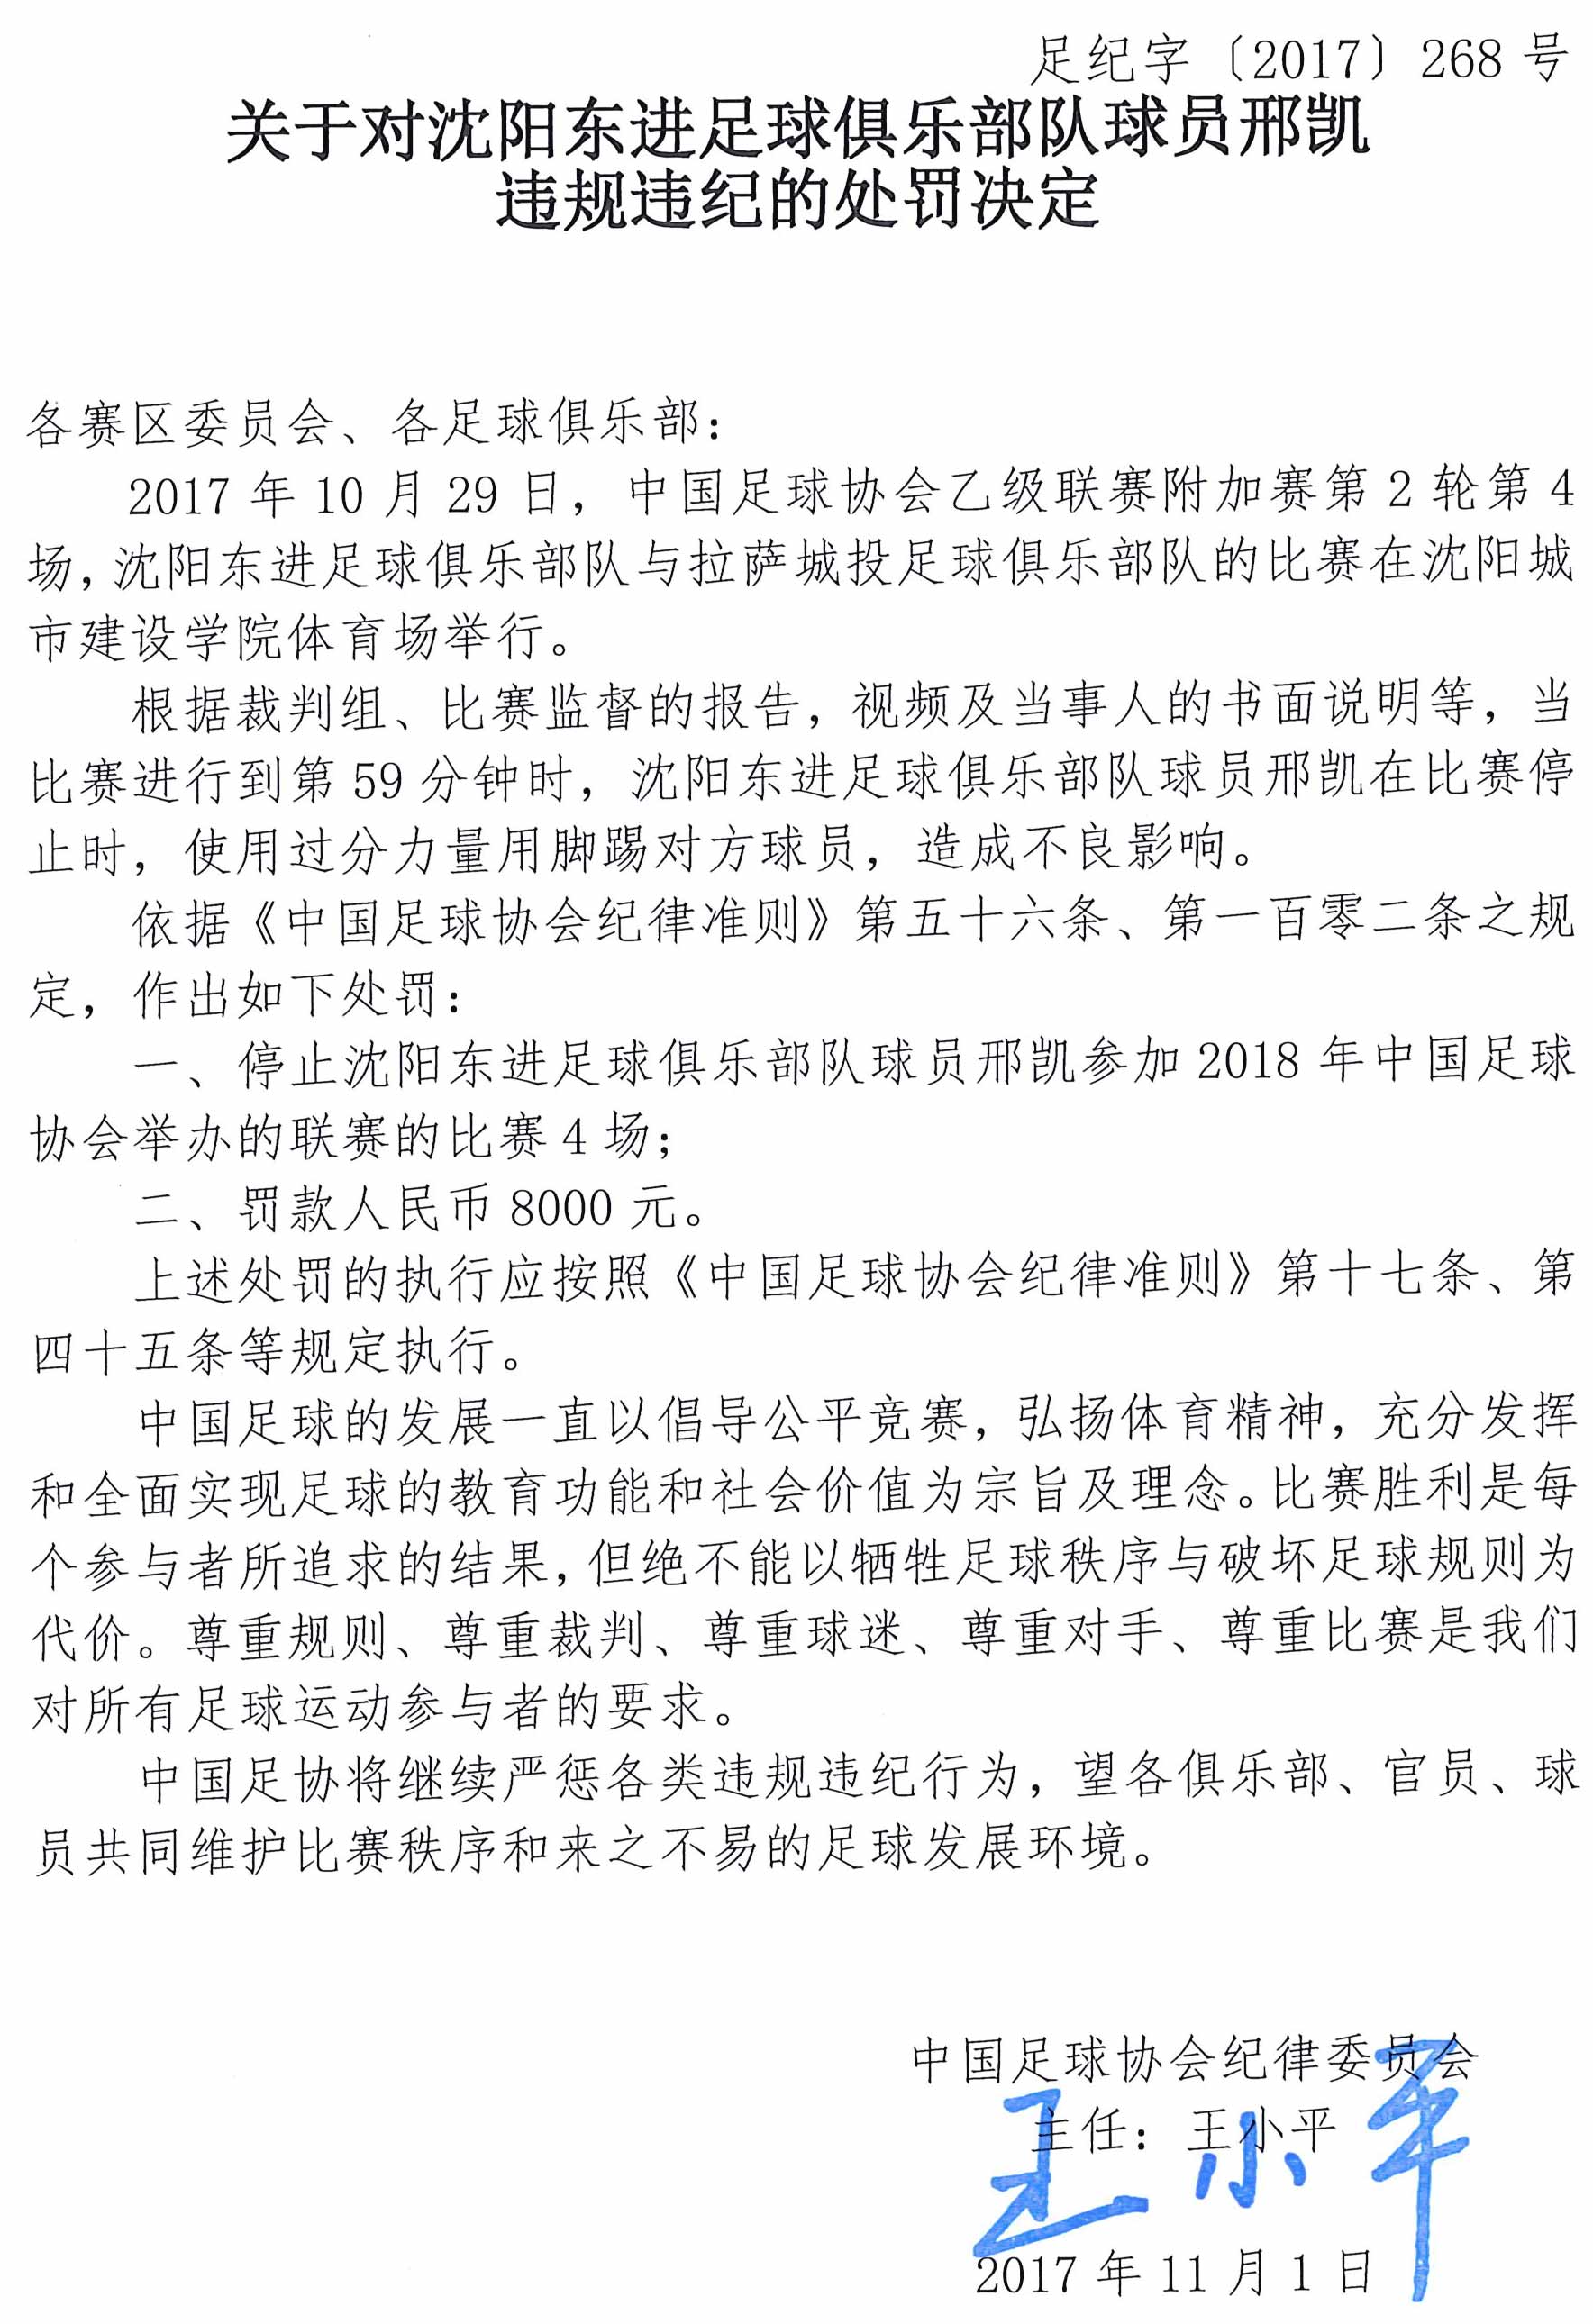 足纪字〔2017〕268 号
关于对沈阳东进足球俱乐部队球员邢凯
违规违纪的处罚决定
各赛区委员会、各足球俱乐部：
2017 年 10 月 29 日，中国足球协会乙级联赛附加赛第 2 轮第 4
场，沈阳东进足球俱乐部队与拉萨城投足球俱乐部队的比赛在沈阳城
市建设学院体育场举行。
根据裁判组、比赛监督的报告，视频及当事人的书面说明等，当
比赛进行到第 59 分钟时，沈阳东进足球俱乐部队球员邢凯在比赛停
止时，使用过分力量用脚踢对方球员，造成不良影响。
依据《中国足球协会纪律准则》第五十六条、第一百零二条之规
定，作出如下处罚：
一、停止沈阳东进足球俱乐部队球员邢凯参加 2018 年中国足球
协会举办的联赛的比赛 4 场；
二、罚款人民币 8000 元。
上述处罚的执行应按照《中国足球协会纪律准则》第十七条、第
四十五条等规定执行。
中国足球的发展一直以倡导公平竞赛，弘扬体育精神，充分发挥
和全面实现足球的教育功能和社会价值为宗旨及理念。比赛胜利是每
个参与者所追求的结果，但绝不能以牺牲足球秩序与破坏足球规则为
代价。尊重规则、尊重裁判、尊重球迷、尊重对手、尊重比赛是我们
对所有足球运动参与者的要求。
中国足协将继续严惩各类违规违纪行为，望各俱乐部、官员、球
员共同维护比赛秩序和来之不易的足球发展环境。
中国足球协会纪律委员会
主任：王小平
王小平
2017 年 11 月 1 日